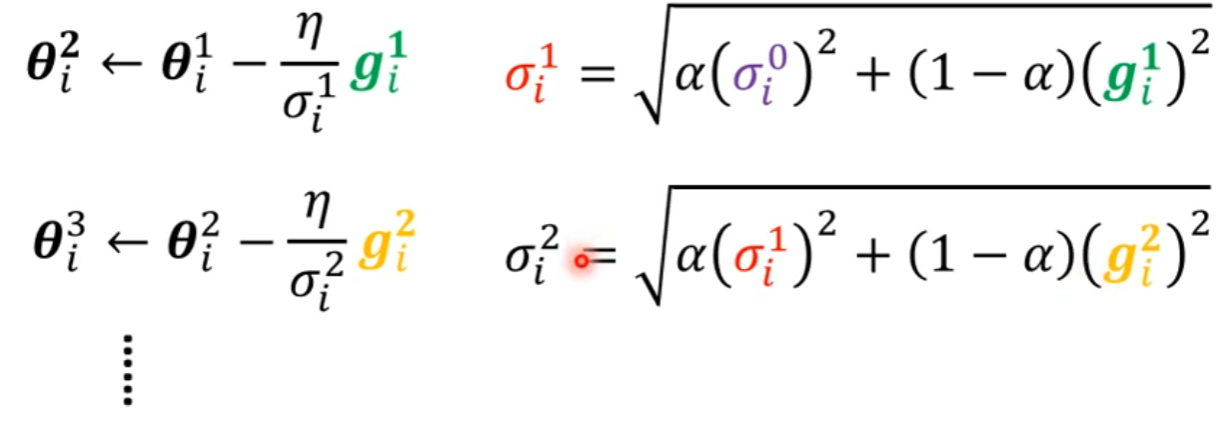 θ_i^2 ← θ_i^1 − η/σ_i^1 g_i^1    σ_i^1 = √(α(σ_i^0)^2 + (1 − α)(g_i^1)^2)
θ_i^3 ← θ_i^2 − η/σ_i^2 g_i^2    σ_i^2 = √(α(σ_i^1)^2 + (1 − α)(g_i^2)^2)
⋮